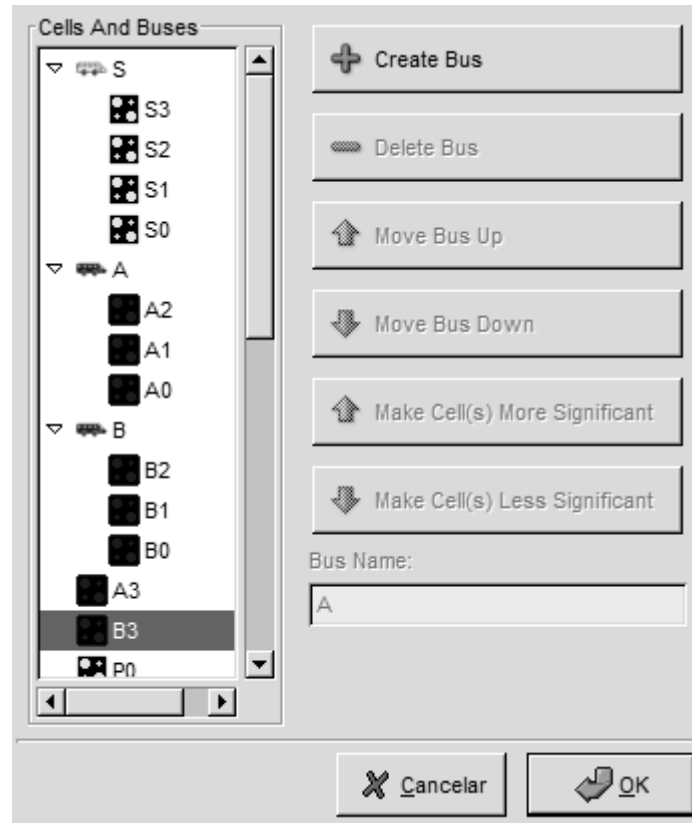 Cells And Buses
S
S3
S2
S1
S0
A
A2
A1
A0
B
B2
B1
B0
A3
B3
P0
Create Bus
Delete Bus
Move Bus Up
Move Bus Down
Make Cell(s) More Significant
Make Cell(s) Less Significant
Bus Name:
A
Cancelar
OK